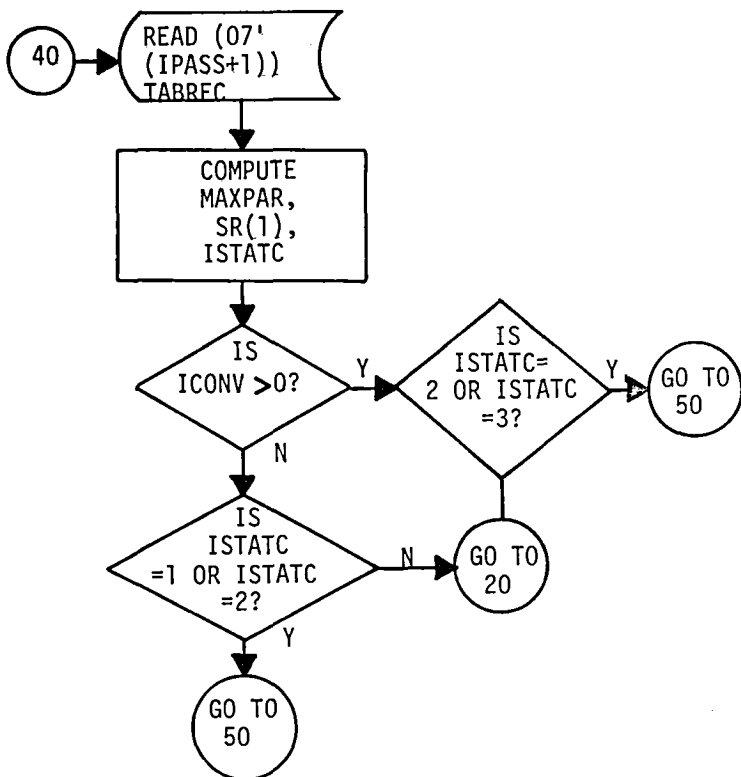 40
READ (07'
(IPASS+1))
TABREC
COMPUTE
MAXPAR,
SR(1),
ISTATC
IS
ICONV >0?
Y
IS
ISTATC=
2 OR ISTATC
=3?
Y
GO TO
50
N
IS
ISTATC
=1 OR ISTATC
=2?
N
GO TO
20
Y
GO TO
50